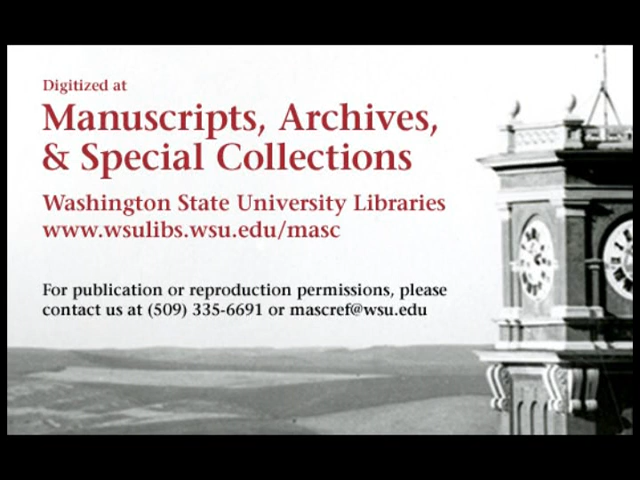 Digitized at
Manuscripts, Archives,
& Special Collections
Washington State University Libraries
www.wsulibs.wsu.edu/masc
For publication or reproduction permissions, please
contact us at (509) 335-6691 or mascref@wsu.edu